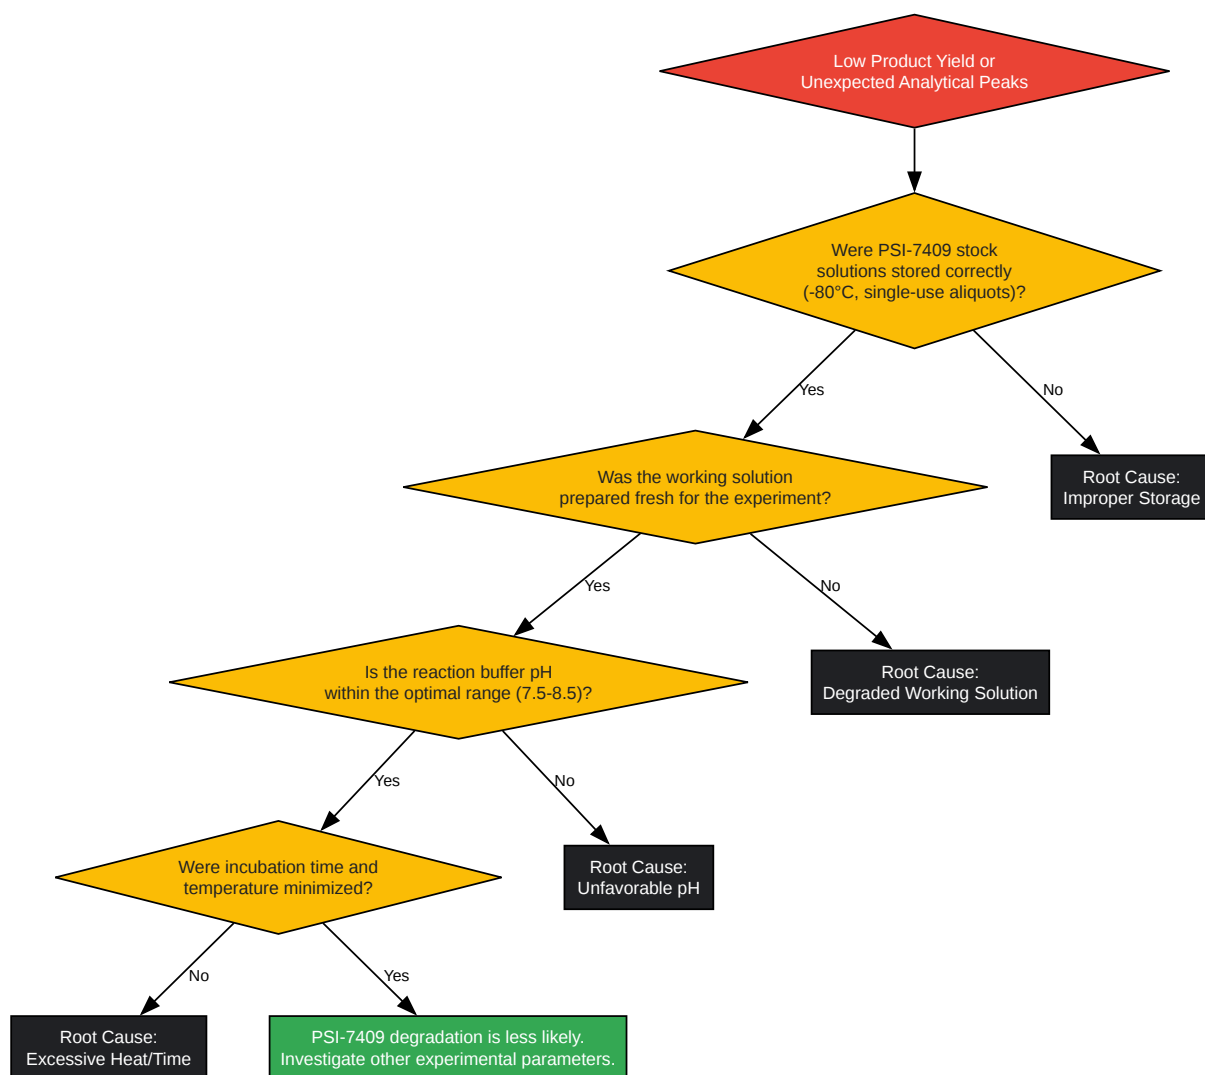 Low Product Yield or
Unexpected Analytical Peaks
Were PSI-7409 stock
solutions stored correctly
(-80°C, single-use aliquots)?
Yes
No
Was the working solution
prepared fresh for the experiment?
Root Cause:
Improper Storage
Yes
No
Is the reaction buffer pH
within the optimal range (7.5-8.5)?
Root Cause:
Degraded Working Solution
Yes
No
Were incubation time and
temperature minimized?
Root Cause:
Unfavorable pH
No
Yes
Root Cause:
Excessive Heat/Time
PSI-7409 degradation is less likely.
Investigate other experimental parameters.